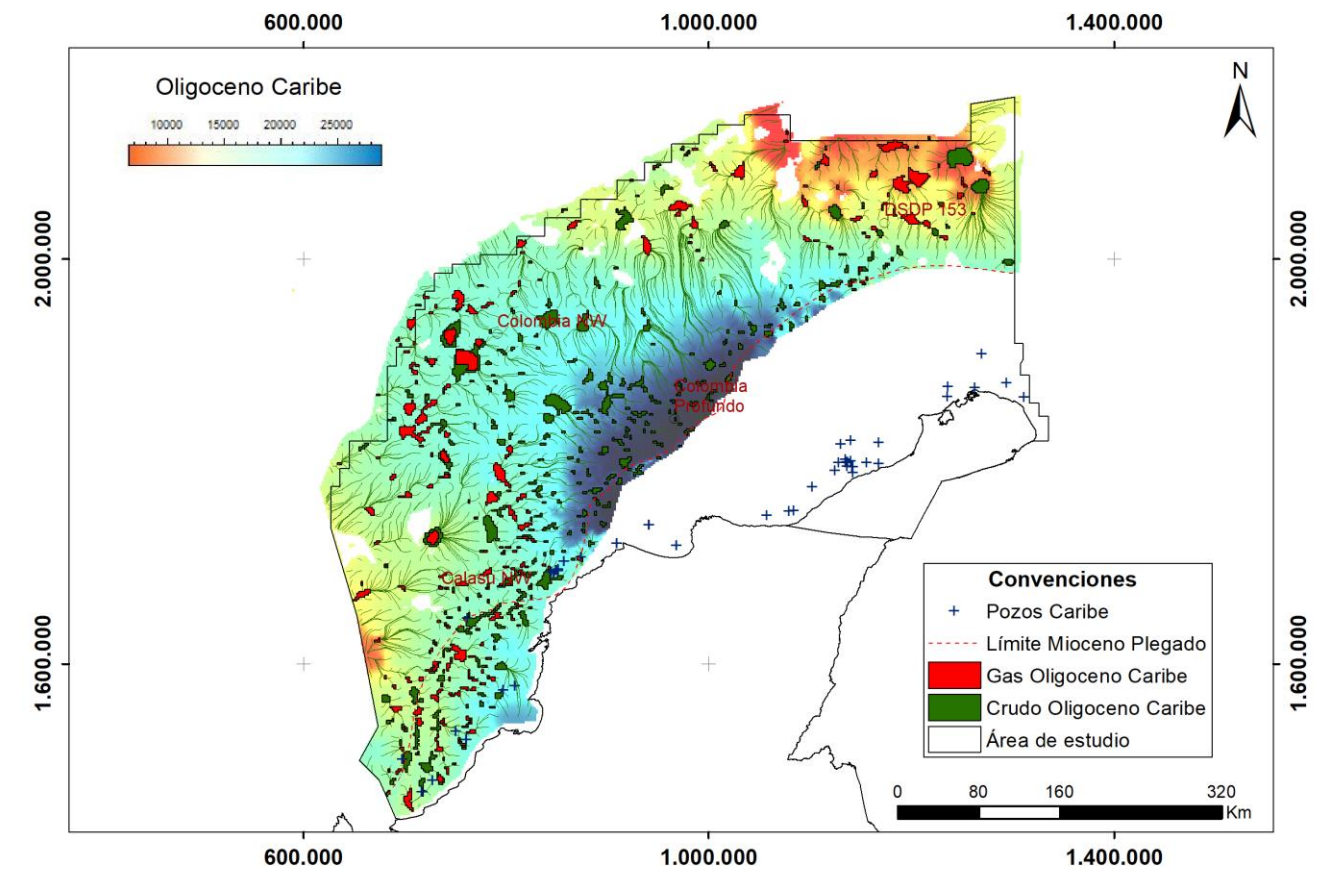 600.000 1.000.000 1.400.000
N
Oligoceno Caribe
10000 15000 20000 25000
2.000.000 2.000.000
DSDP 153
Colombia NW
Colombia
Profundo
Calasu NW
1.600.000 1.600.000
Convenciones
Pozos Caribe
Límite Mioceno Plegado
Gas Oligoceno Caribe
Crudo Oligoceno Caribe
Área de estudio
0 80 160 320
Km
600.000 1.000.000 1.400.000